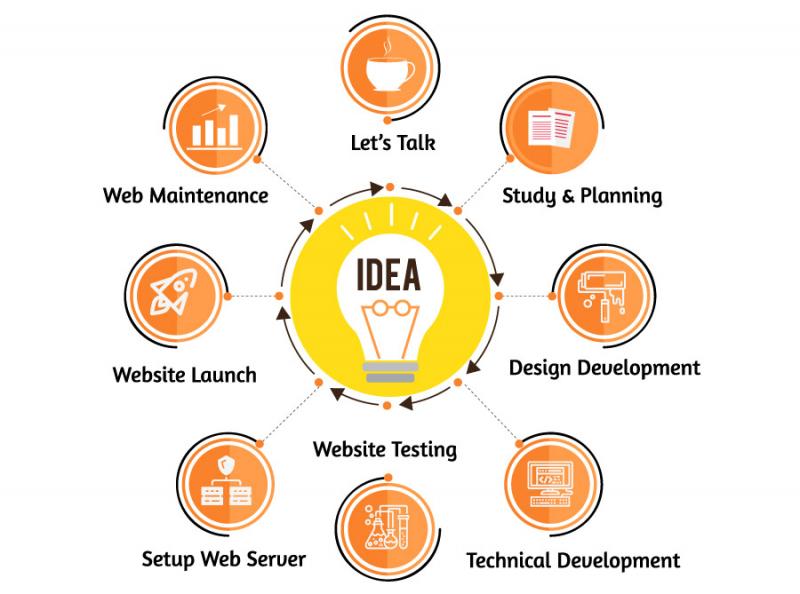 Let's Talk
Web Maintenance
Study & Planning
IDEA
Website Launch
Design Development
Website Testing
Setup Web Server
Technical Development